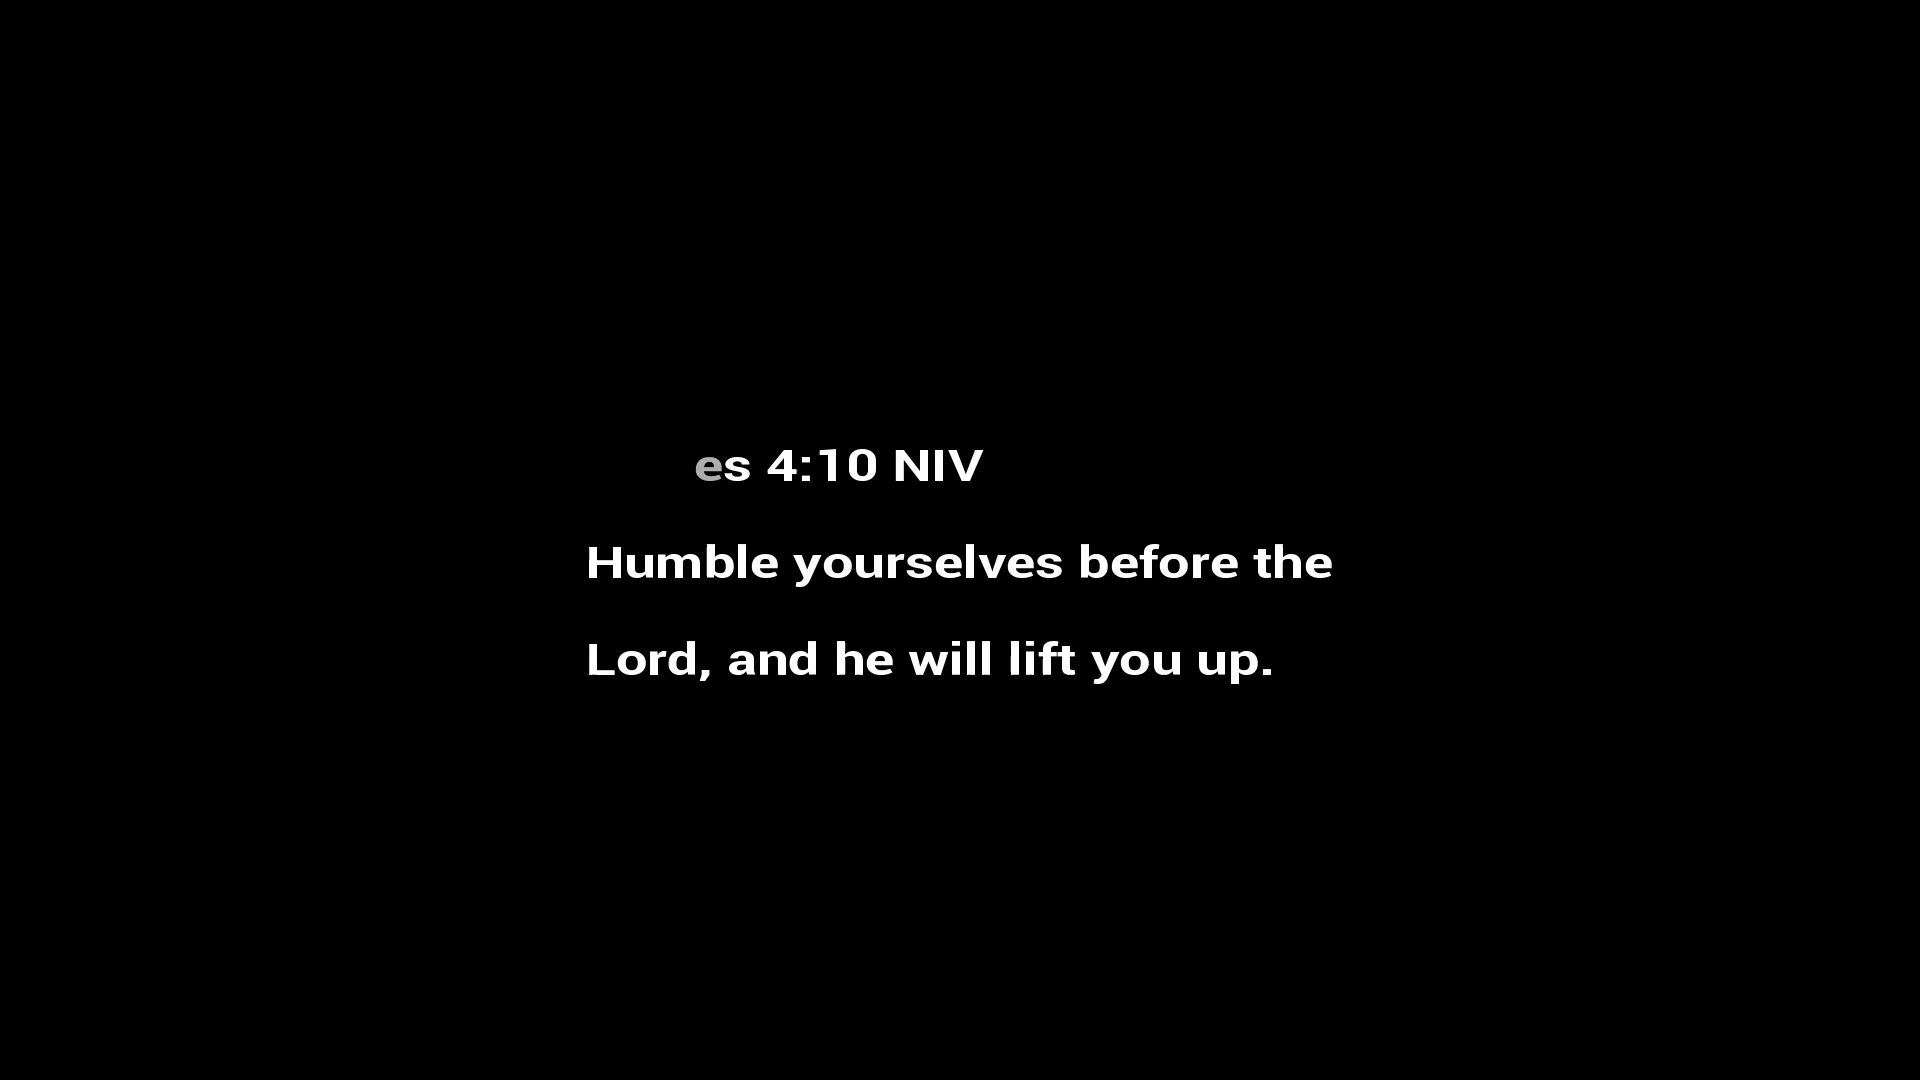 es 4:10 NIV
Humble yourselves before the
Lord, and he will lift you up.